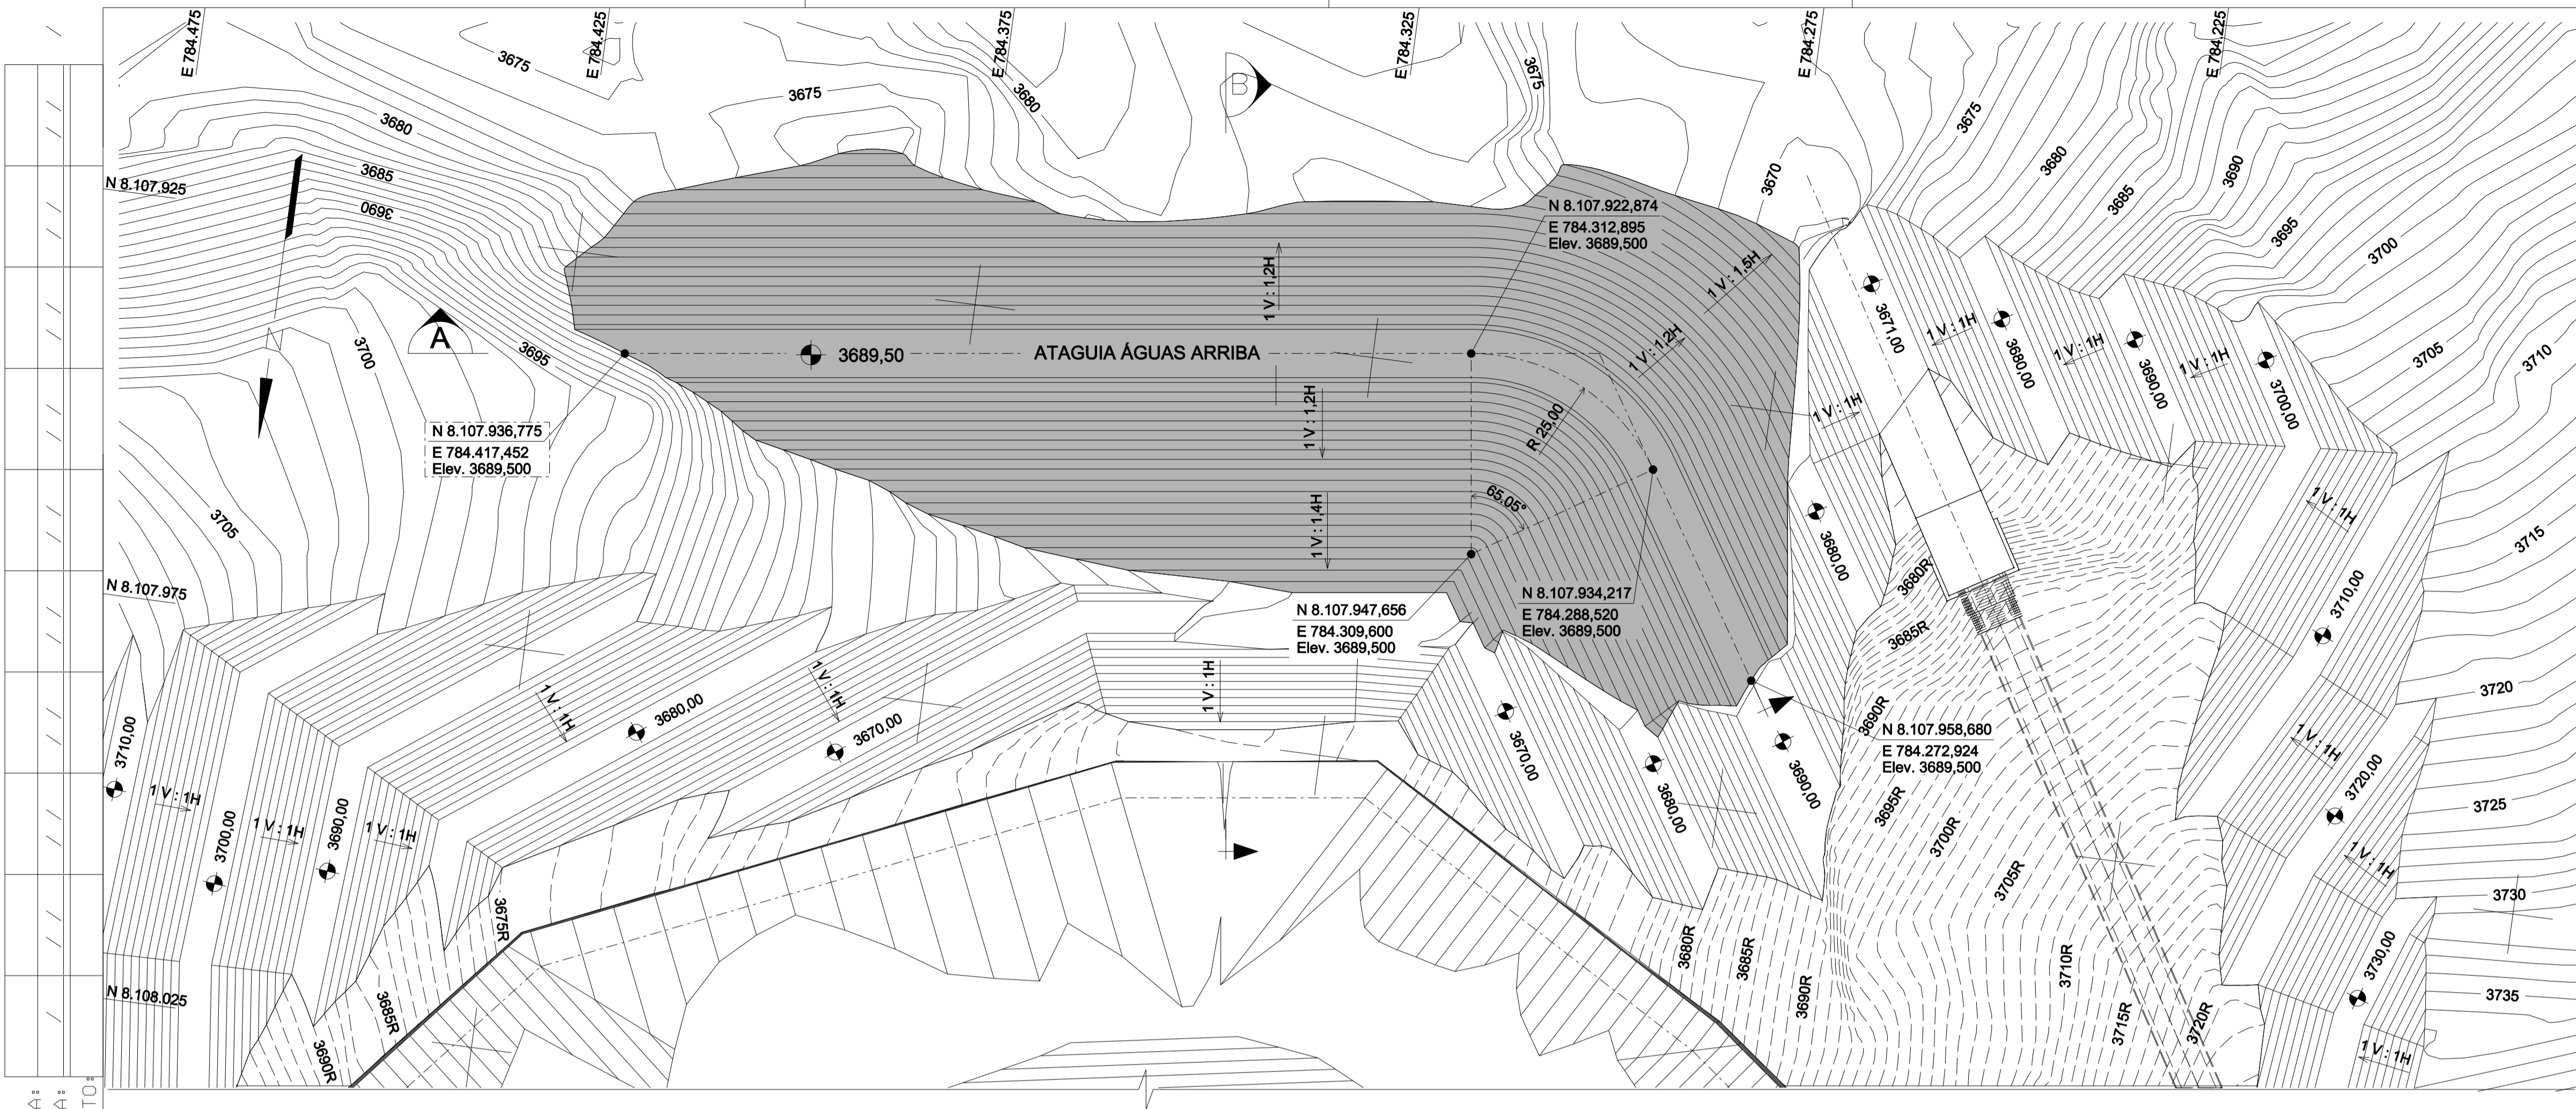 E 784.475
E 784.425
E 784.375
E 784.325
E 784.275
E 784.225
3675
3675
3680
3675
B
3680
3675
3670
3680
3685
3690
3695
3700
3705
3710
3715
3720
3725
3730
3735
N 8.107.925
3685
3690
N
3700
3695
3705
A
N 8.107.936,775
E 784.417,452
Elev. 3689,500
3689,50
ATAGUIA ÁGUAS ARRIBA
1 V : 1,2H
1 V : 1,2H
1 V : 1,4H
N 8.107.922,874
E 784.312,895
Elev. 3689,500
1 V : 1,5H
1 V : 1,2H
R 25,00
65.05°
N 8.107.934,217
E 784.288,520
Elev. 3689,500
N 8.107.947,656
E 784.309,600
Elev. 3689,500
N 8.107.958,680
E 784.272,924
Elev. 3689,500
3671,00
1 V : 1H
3680,00
1 V : 1H
3690,00
1 V : 1H
3700,00
1 V : 1H
3680,00
3680R
3685R
3690R
3695R
3700R
3705R
3710R
3715R
3720R
1 V : 1H
3710,00
1 V : 1H
3720,00
1 V : 1H
3730,00
1 V : 1H
N 8.107.975
3710,00
1 V : 1H
3700,00
1 V : 1H
3690,00
1 V : 1H
1 V : 1H
3680,00
1 V : 1H
3670,00
1 V : 1H
3670,00
3680,00
3690,00
3675R
3685R
3690R
3680R
3685R
3690R
N 8.108.025
A:
A:
TO: